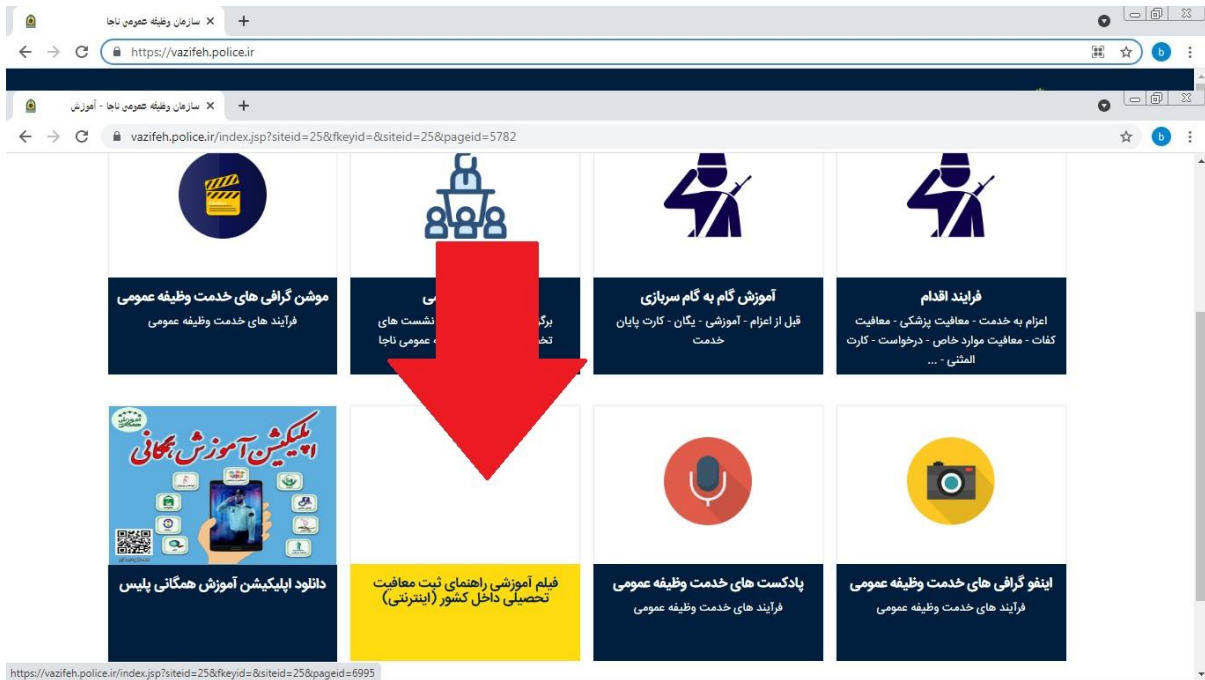 سازمان وظیفه عمومی ناجا
https://vazifeh.police.ir
سازمان وظیفه عمومی ناجا - آموزش
vazifeh.police.ir/index.jsp?siteid=25&fkeyid=&siteid=25&pageid=5782
فرایند اقدام
اعزام به خدمت - معافیت پزشکی - معافیت
کفات - معافیت موارد خاص - درخواست - کارت
المثنی - ...
آموزش گام به گام سربازی
قبل از اعزام - آموزشی - یگان - کارت پایان
خدمت
نشست های
عمومی ناجا
موشن گرافی های خدمت وظیفه عمومی
فرآیند های خدمت وظیفه عمومی
اینفو گرافی های خدمت وظیفه عمومی
فرآیند های خدمت وظیفه عمومی
پادکست های خدمت وظیفه عمومی
فرآیند های خدمت وظیفه عمومی
فیلم آموزشی راهنمای ثبت معافیت
تحصیلی داخل کشور (اینترنتی)
اپلیکیشن آموزش همگانی
دانلود اپلیکیشن آموزش همگانی پلیس
https://vazifeh.police.ir/index.jsp?siteid=25&fkeyid=&siteid=25&pageid=6995